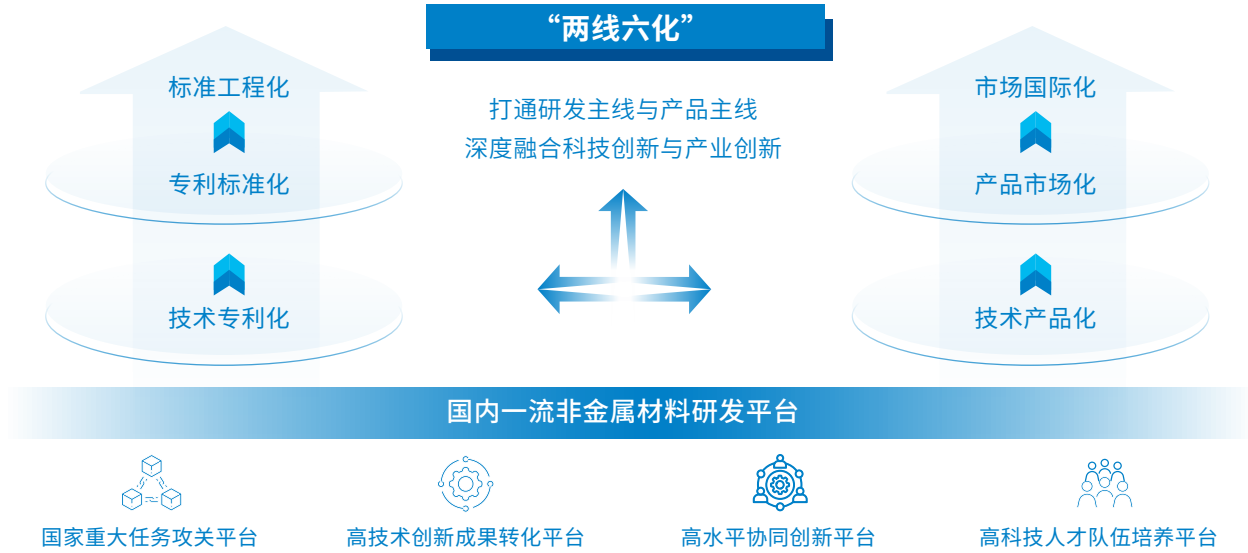 “两线六化”
打通研发主线与产品主线
深度融合科技创新与产业创新
标准工程化
专利标准化
技术专利化
市场国际化
产品市场化
技术产品化
国内一流非金属材料研发平台
国家重大任务攻关平台
高技术创新成果转化平台
高水平协同创新平台
高科技人才队伍培养平台